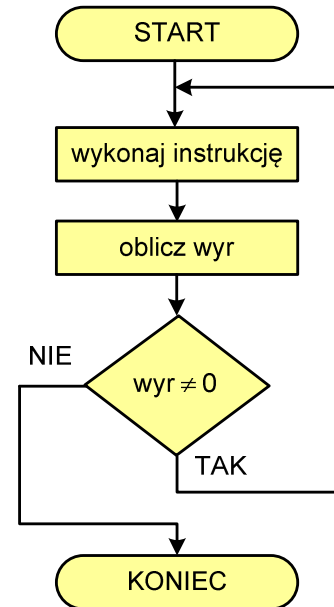 START
wykonaj instrukcję
oblicz wyr
NIE
wyr ≠ 0
TAK
KONIEC